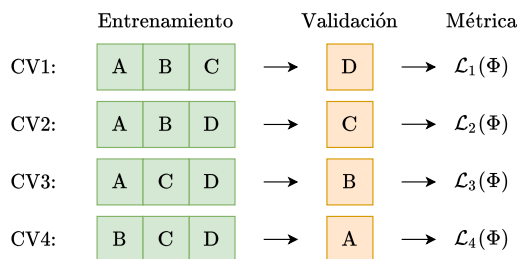 Entrenamiento Validación Métrica
CV1: A B C D ℒ₁(Φ)
CV2: A B D C ℒ₂(Φ)
CV3: A C D B ℒ₃(Φ)
CV4: B C D A ℒ₄(Φ)